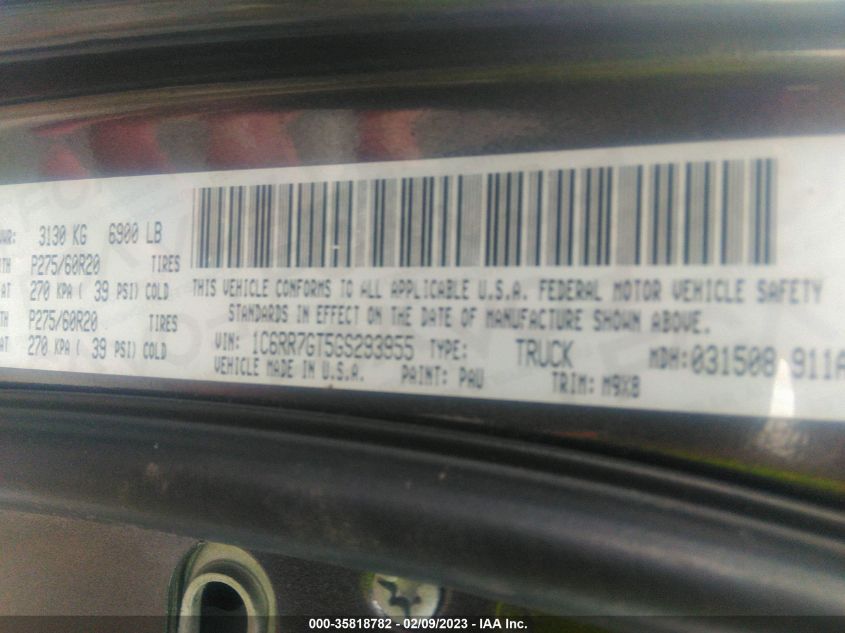 3130 KG 6900 LB
P275/60R20 TIRES
270 KPA ( 39 PSI) COLD
P275/60R20 TIRES
270 KPA ( 39 PSI) COLD
THIS VEHICLE CONFORMS TO ALL APPLICABLE U.S.A. FEDERAL MOTOR VEHICLE SAFETY
STANDARDS IN EFFECT ON THE DATE OF MANUFACTURE SHOWN ABOVE.
VIN: 1C6RR7GT5GS293955 TYPE: TRUCK MDH:031508 911A
VEHICLE MADE IN U.S.A. PAINT: PAU TRIM: M9X8
000-35818782 - 02/09/2023 - IAA Inc.